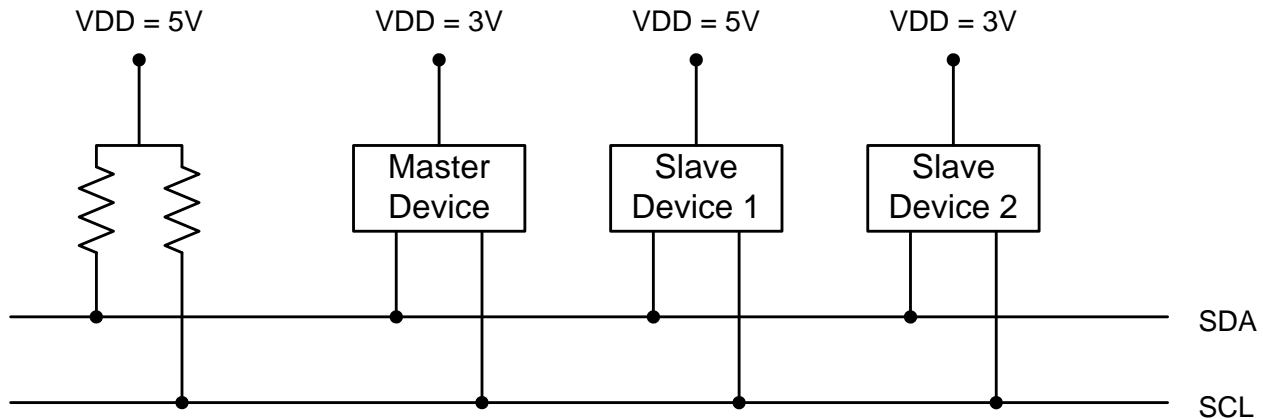 VDD = 5V
VDD = 3V
VDD = 5V
VDD = 3V
Master
Device
Slave
Device 1
Slave
Device 2
SDA
SCL